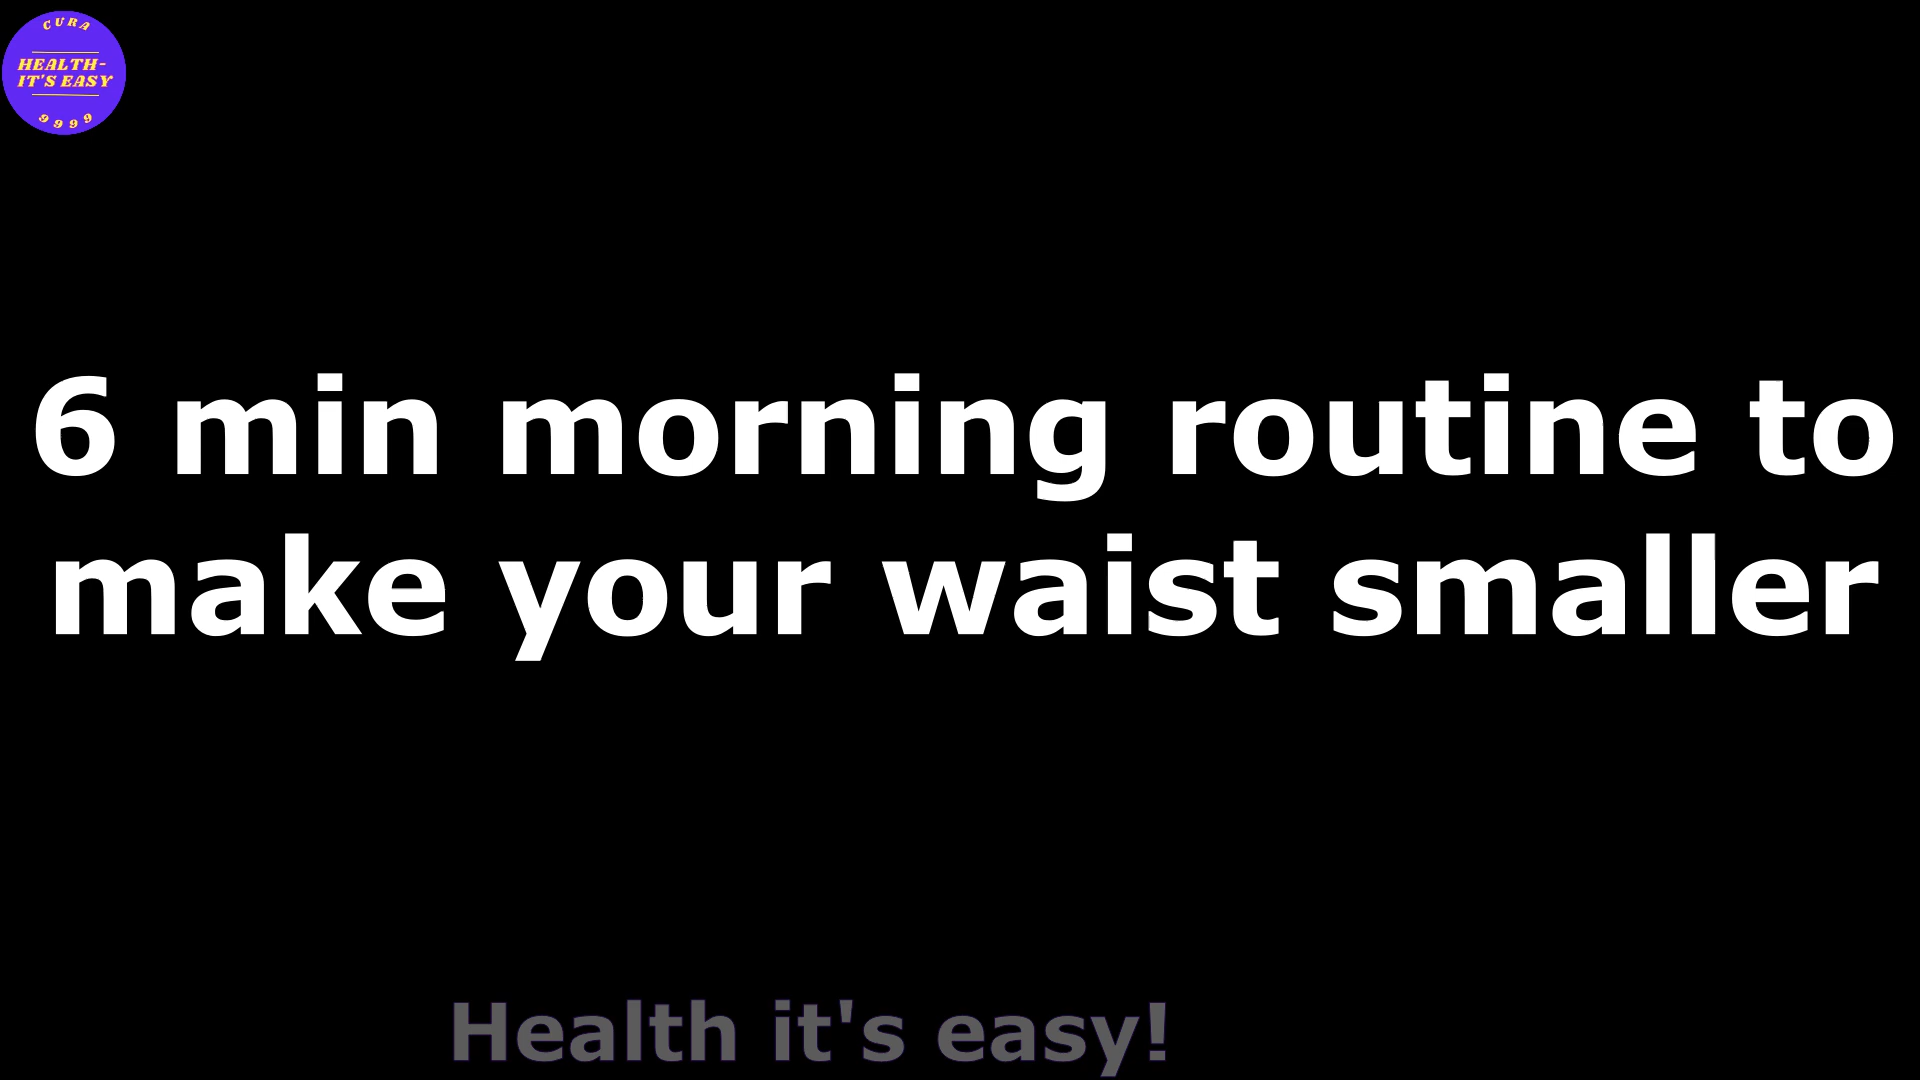 CURA
HEALTH-
IT'S EASY
9999
6 min morning routine to
make your waist smaller
Health it's easy!